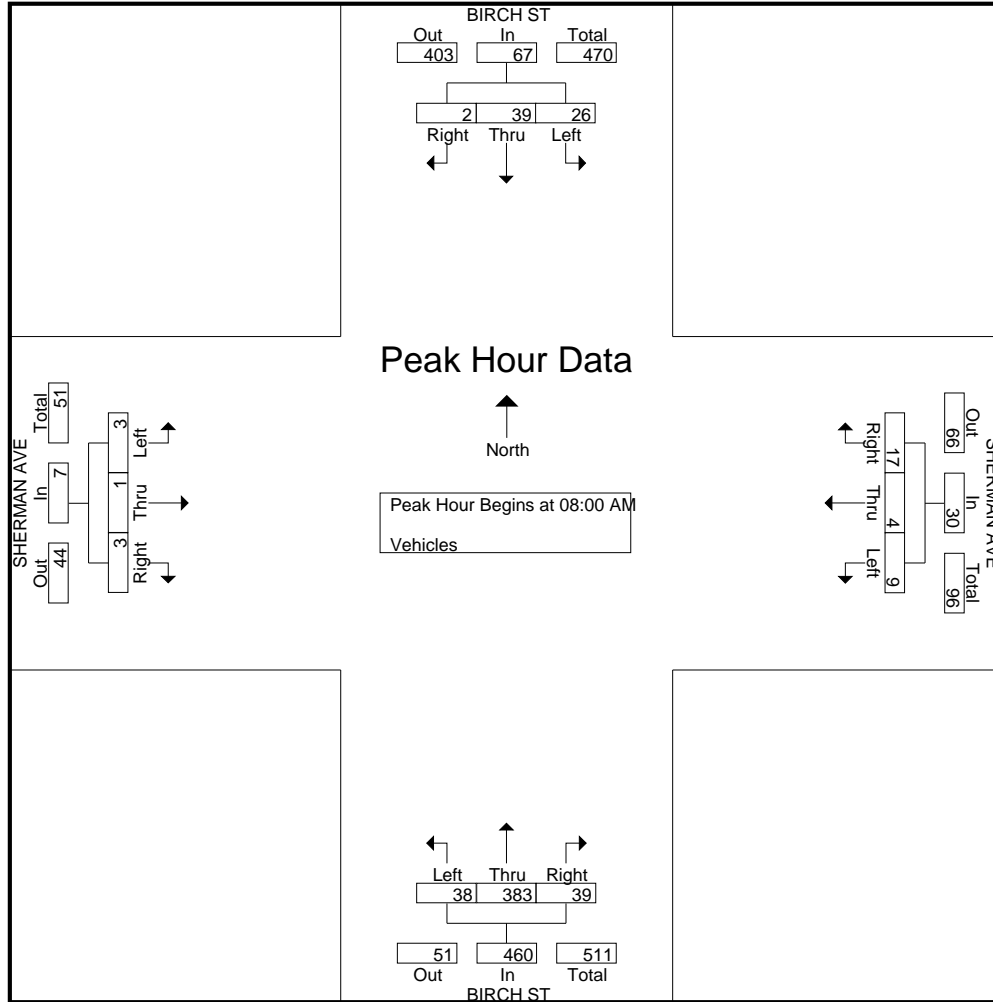 BIRCH ST
Out In Total
403 67 470
2 39 26
Right Thru Left
Peak Hour Data
North
Peak Hour Begins at 08:00 AM
Vehicles
SHERMAN AVE
Out In Total
44 7 51
3 1 3
Left Thru Right
Right Thru Left
17 4 9
Out In Total
66 30 96
SHERMAN AVE
Left Thru Right
38 383 39
51 460 511
Out In Total
BIRCH ST